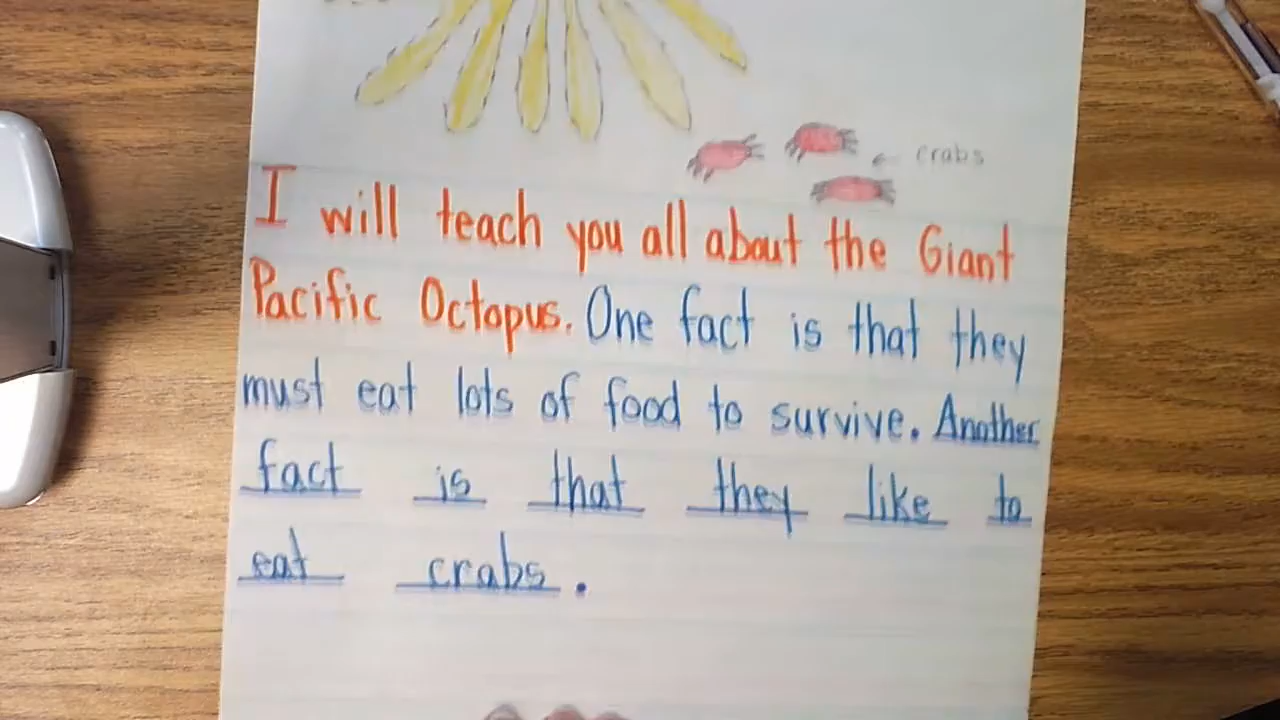 crabs
I will teach you all about the Giant
Pacific Octopus. One fact is that they
must eat lots of food to survive. Another
fact is that they like to
eat crabs.